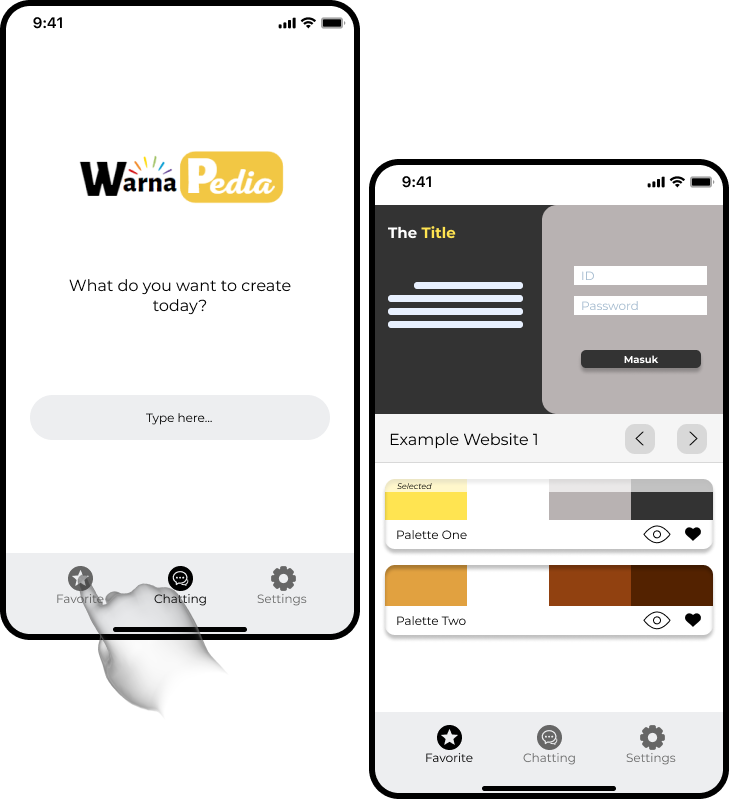 9:41
Warna Pedia
What do you want to create
today?
Type here...
Favorite
Chatting
Settings
9:41
The Title
ID
Password
Masuk
Example Website 1
Selected
Palette One
Palette Two
Favorite
Chatting
Settings